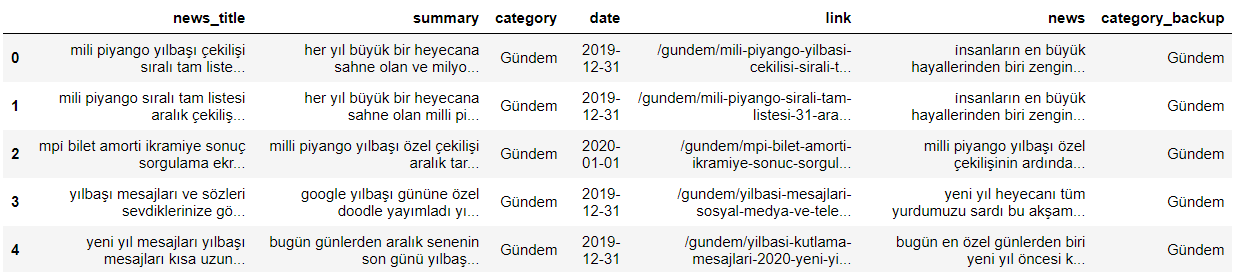 news_title summary category date link news category_backup
0 mili piyango yılbaşı çekilişi sıralı tam liste... her yıl büyük bir heyecana sahne olan ve milyo... Gündem 2019-12-31 /gundem/mili-piyango-yilbasi-cekilisi-sirali-t... insanların en büyük hayallerinden biri zengin... Gündem
1 mili piyango sıralı tam listesi aralık çekiliş... her yıl büyük bir heyecana sahne olan milli pi... Gündem 2019-12-31 /gundem/mili-piyango-sirali-tam-listesi-31-ara... insanların en büyük hayallerinden biri zengin... Gündem
2 mpi bilet amorti ikramiye sonuç sorgulama ekr... milli piyango yılbaşı özel çekilişi aralık tar... Gündem 2020-01-01 /gundem/mpi-bilet-amorti-ikramiye-sonuc-sorgul... milli piyango yılbaşı özel çekilişinin ardında... Gündem
3 yılbaşı mesajları ve sözleri sevdiklerinize gö... google yılbaşı gününe özel doodle yayımladı yı... Gündem 2019-12-31 /gundem/yilbasi-mesajlari-sosyal-medya-ve-tele... yeni yıl heyecanı tüm yurdumuzu sardı bu akşam... Gündem
4 yeni yıl mesajları yılbaşı mesajları kısa uzun... bugün günlerden aralık senenin son günü yılbaş... Gündem 2019-12-31 /gundem/yilbasi-kutlama-mesajlari-2020-yeni-yi... bugün en özel günlerden biri yeni yıl öncesi k... Gündem